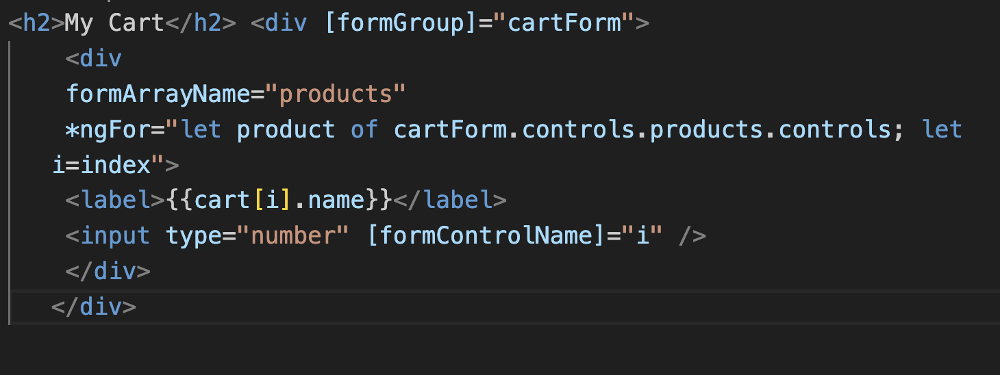 <h2>My Cart</h2> <div [formGroup]="cartForm">
<div
formArrayName="products"
*ngFor="let product of cartForm.controls.products.controls; let
i=index">
<label>{{cart[i].name}}</label>
<input type="number" [formControlName]="i" />
</div>
</div>